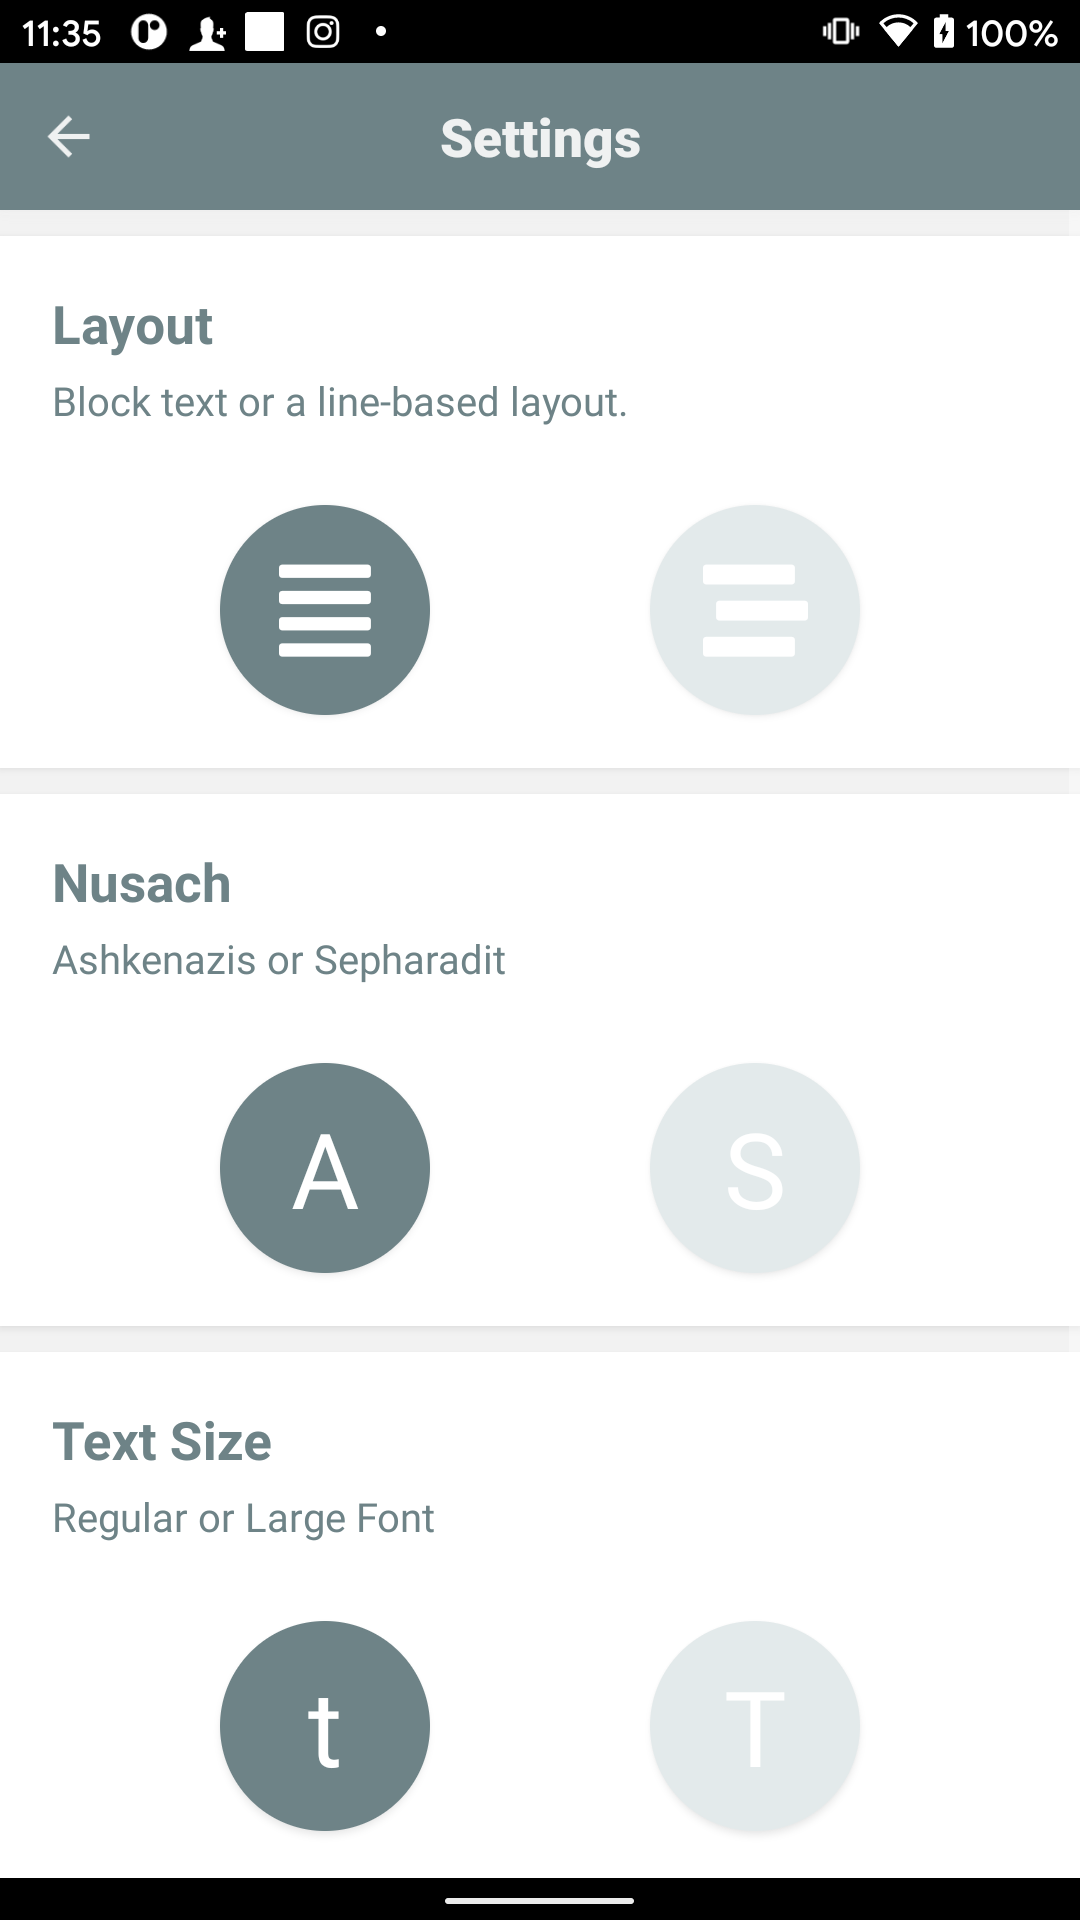 11:35 100%
Settings
Layout
Block text or a line-based layout.
Nusach
Ashkenazis or Sepharadit
A S
Text Size
Regular or Large Font
t T